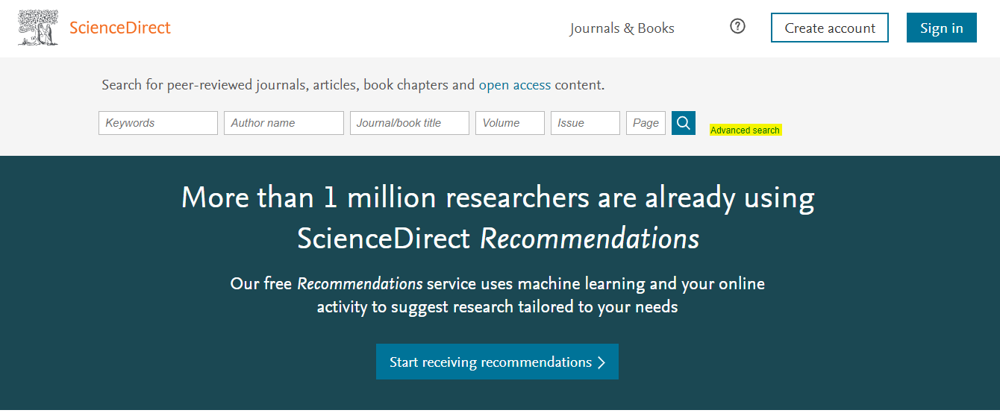 ScienceDirect
Journals & Books
?
Create account
Sign in
Search for peer-reviewed journals, articles, book chapters and open access content.
Keywords
Author name
Journal/book title
Volume
Issue
Page
Advanced search
More than 1 million researchers are already using
ScienceDirect Recommendations
Our free Recommendations service uses machine learning and your online
activity to suggest research tailored to your needs
Start receiving recommendations